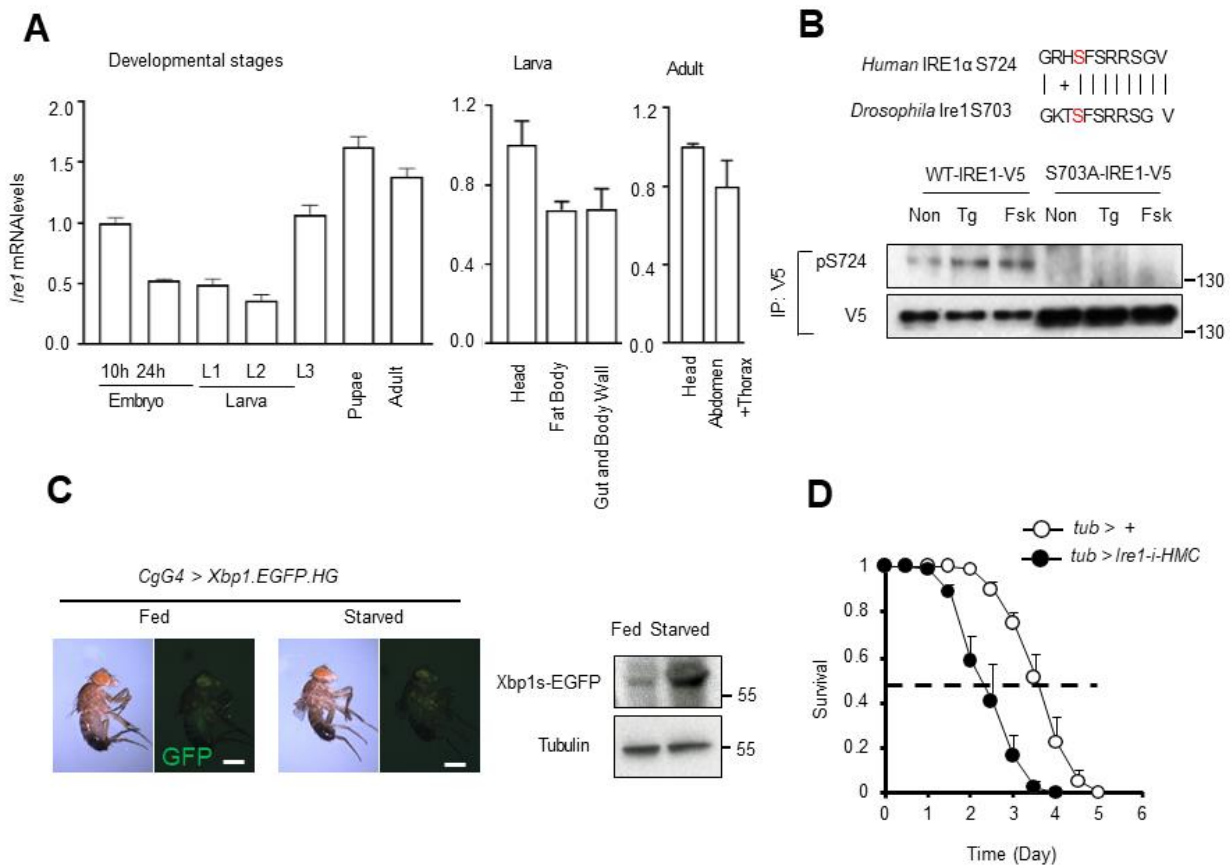 A
Developmental stages
Larva
Adult
Ire1 mRNAlevels
2.0
1.5
1.0
0.5
0.0
10h 24h
Embryo
L1 L2 L3
Larva
Pupae
Adult
1.2
0.8
0.4
0.0
Head
Fat Body
Gut and Body Wall
1.2
0.8
0.4
0.0
Head
Abdomen
+Thorax
B
Human IRE1α S724 GRHSFSRRSGV
| + | | | | | | | |
Drosophila Ire1S703 GKTSFSRRSG V
WT-IRE1-V5 S703A-IRE1-V5
Non Tg Fsk Non Tg Fsk
IP: V5
pS724
130
V5
130
C
CgG4 > Xbp1.EGFP.HG
Fed Starved
GFP
Fed Starved
Xbp1s-EGFP
55
Tubulin
55
D
tub > +
tub > Ire1-i-HMC
Survival
1
0.8
0.6
0.4
0.2
0
0 1 2 3 4 5 6
Time (Day)